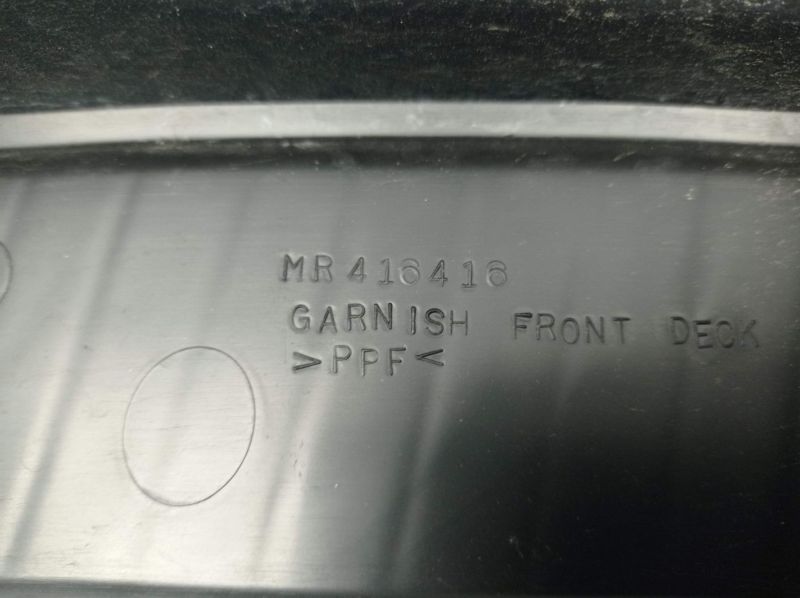 MR416416
GARNISH FRONT DECK
>PPF<